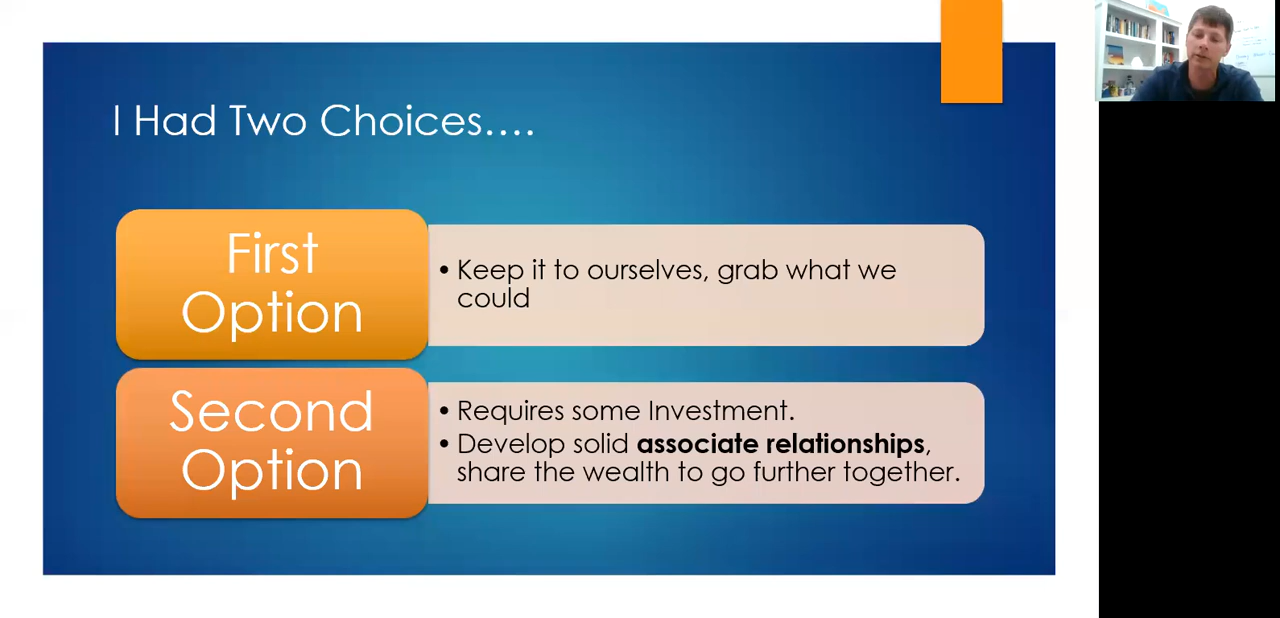 I Had Two Choices....
First
Option
• Keep it to ourselves, grab what we
could
Second
Option
• Requires some Investment.
• Develop solid associate relationships,
share the wealth to go further together.